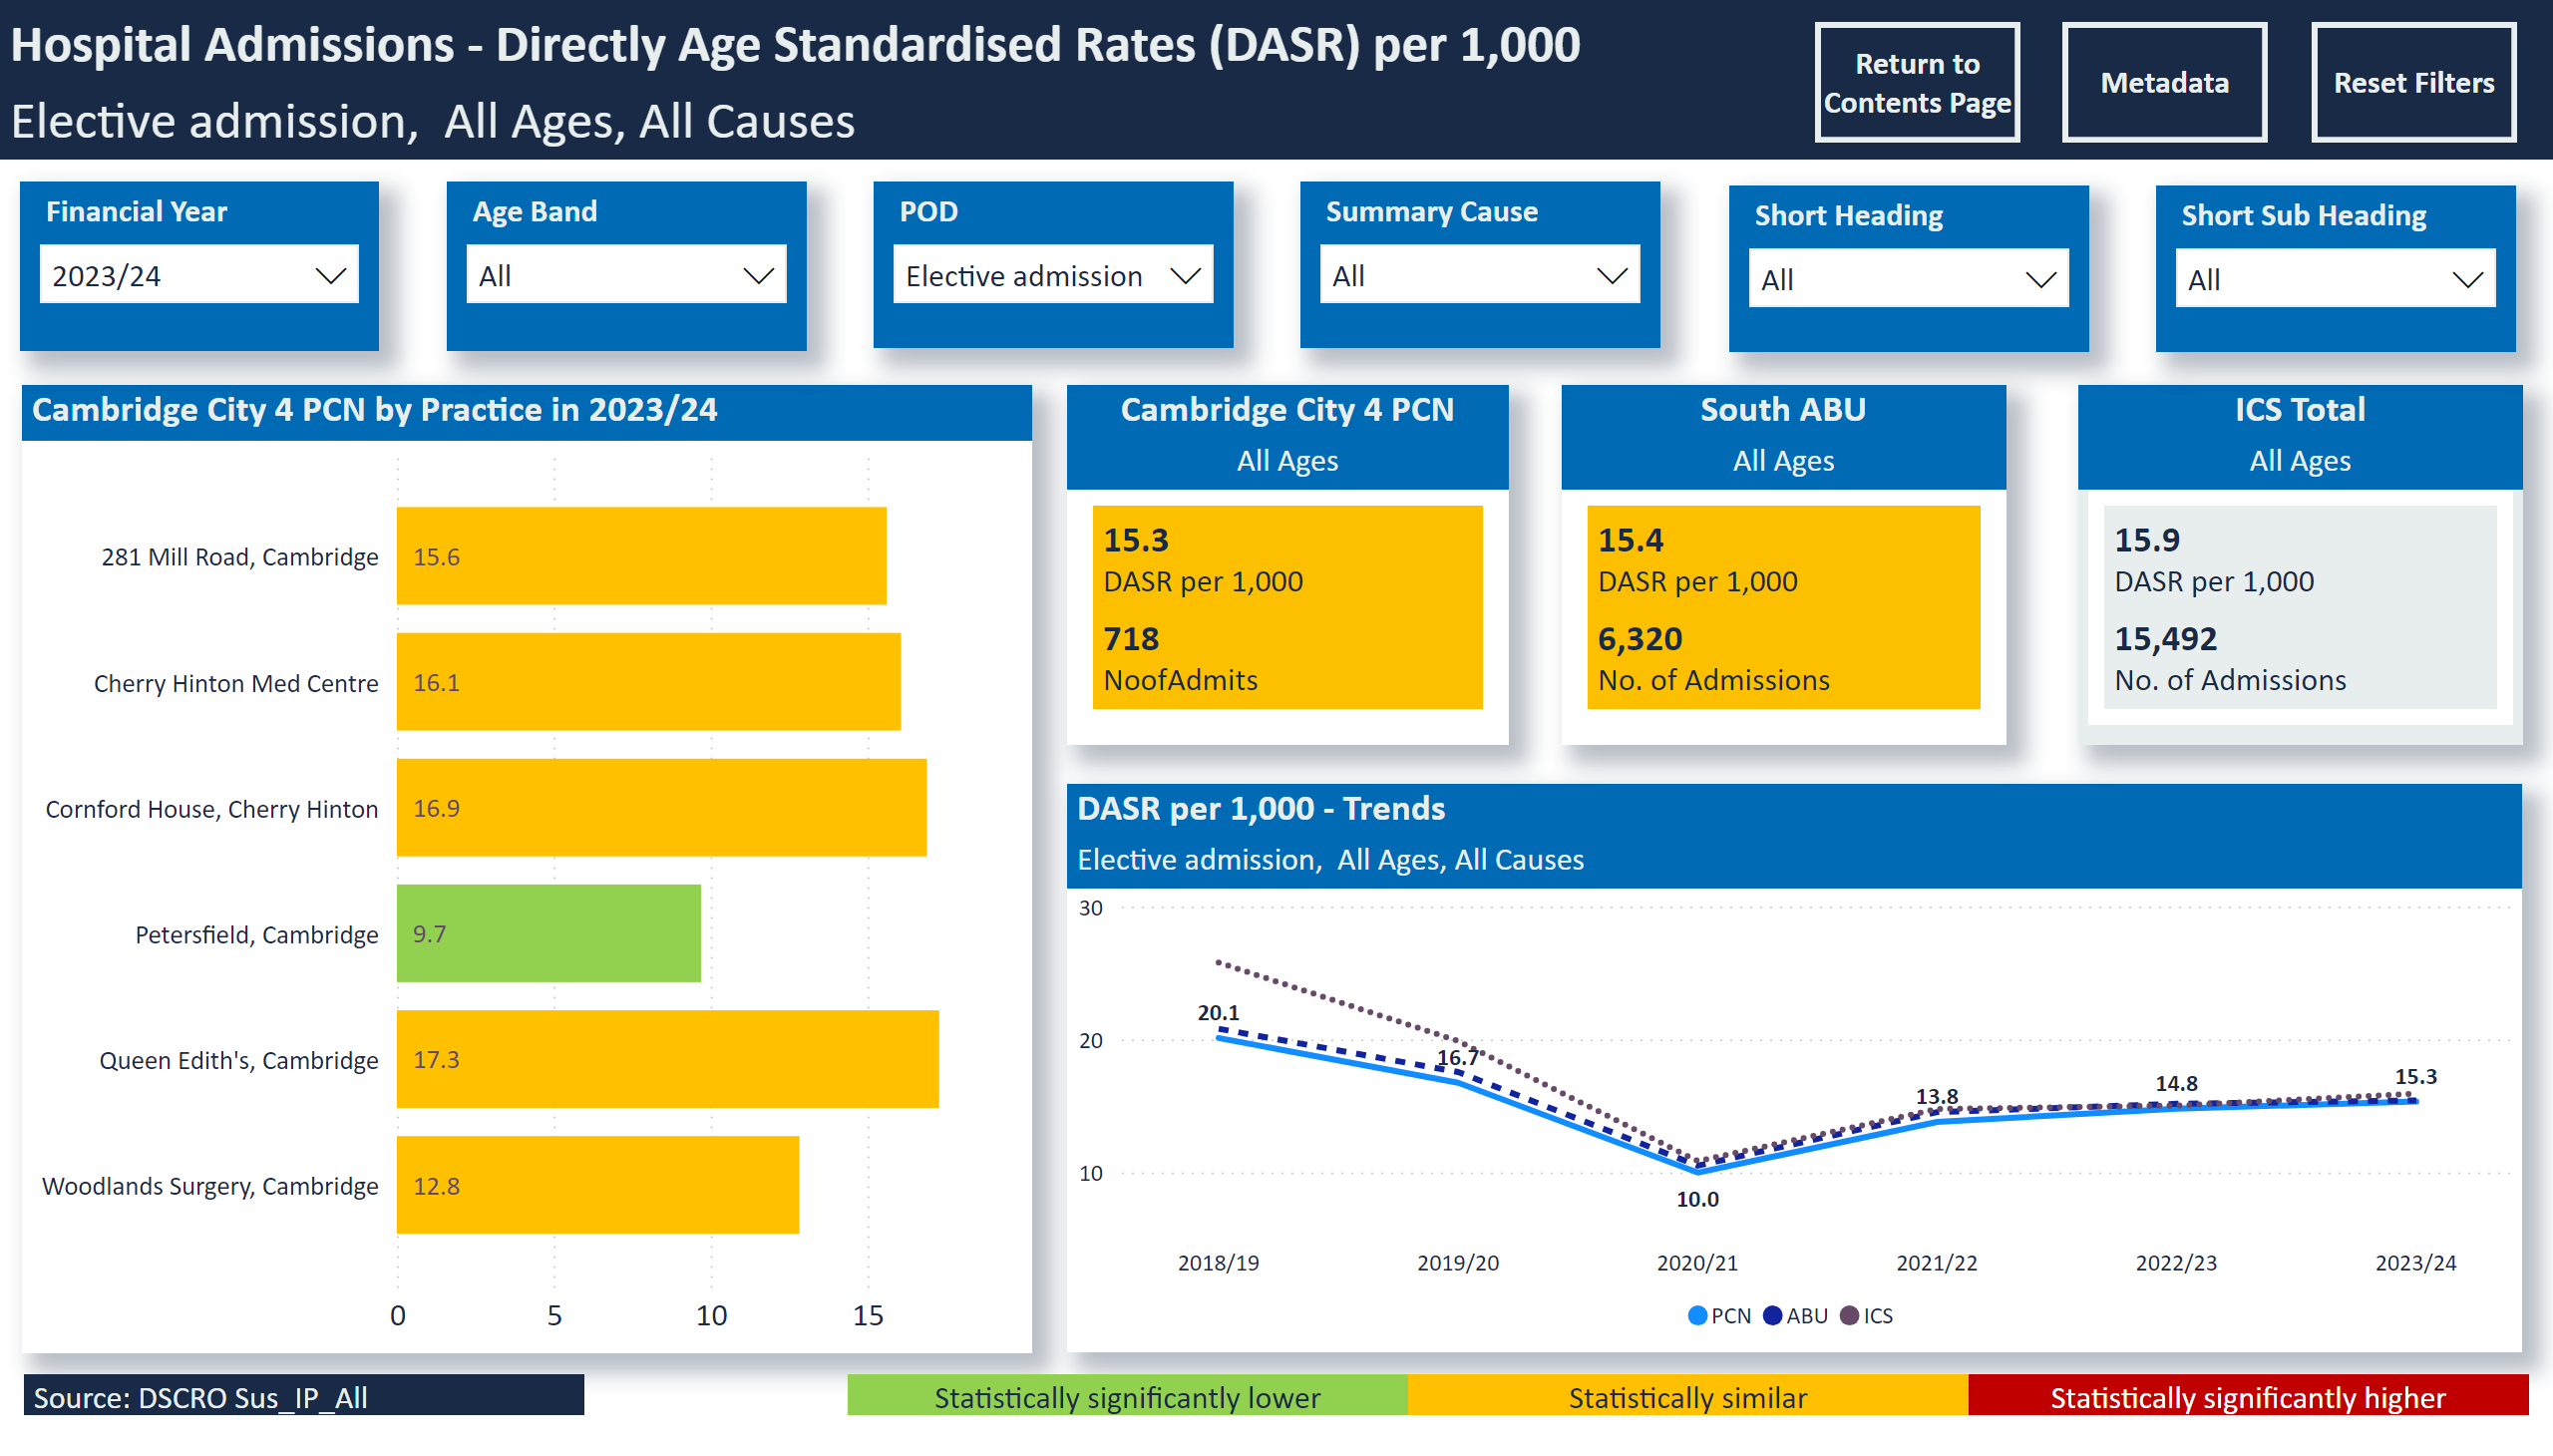 Hospital Admissions - Directly Age Standardised Rates (DASR) per 1,000
Elective admission,  All Ages, All Causes
Return to
Contents Page
Metadata
Reset Filters
Financial Year
2023/24
Age Band
All
POD
Elective admission
Summary Cause
All
Short Heading
All
Short Sub Heading
All
Cambridge City 4 PCN by Practice in 2023/24
281 Mill Road, Cambridge
15.6
Cherry Hinton Med Centre
16.1
Cornford House, Cherry Hinton
16.9
Petersfield, Cambridge
9.7
Queen Edith's, Cambridge
17.3
Woodlands Surgery, Cambridge
12.8
0 5 10 15
Cambridge City 4 PCN
All Ages
15.3
DASR per 1,000
718
NoofAdmits
South ABU
All Ages
15.4
DASR per 1,000
6,320
No. of Admissions
ICS Total
All Ages
15.9
DASR per 1,000
15,492
No. of Admissions
DASR per 1,000 - Trends
Elective admission,  All Ages, All Causes
30
20
10
20.1
16.7
10.0
13.8
14.8
15.3
2018/19 2019/20 2020/21 2021/22 2022/23 2023/24
PCN ABU ICS
Source: DSCRO Sus_IP_All
Statistically significantly lower
Statistically similar
Statistically significantly higher